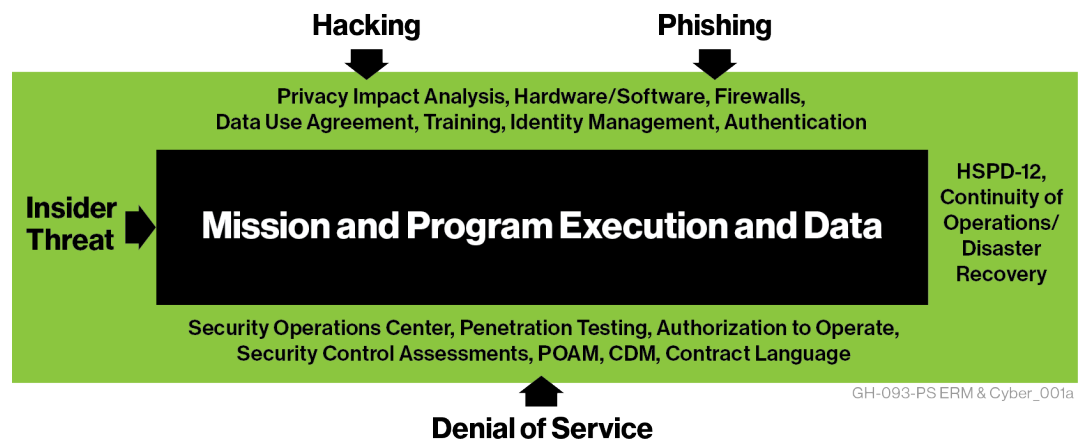 Hacking
Phishing
Privacy Impact Analysis, Hardware/Software, Firewalls,
Data Use Agreement, Training, Identity Management, Authentication
Insider
Threat
Mission and Program Execution and Data
HSPD-12,
Continuity of
Operations/
Disaster
Recovery
Security Operations Center, Penetration Testing, Authorization to Operate,
Security Control Assessments, POAM, CDM, Contract Language
GH-093-PS ERM & Cyber_001a
Denial of Service